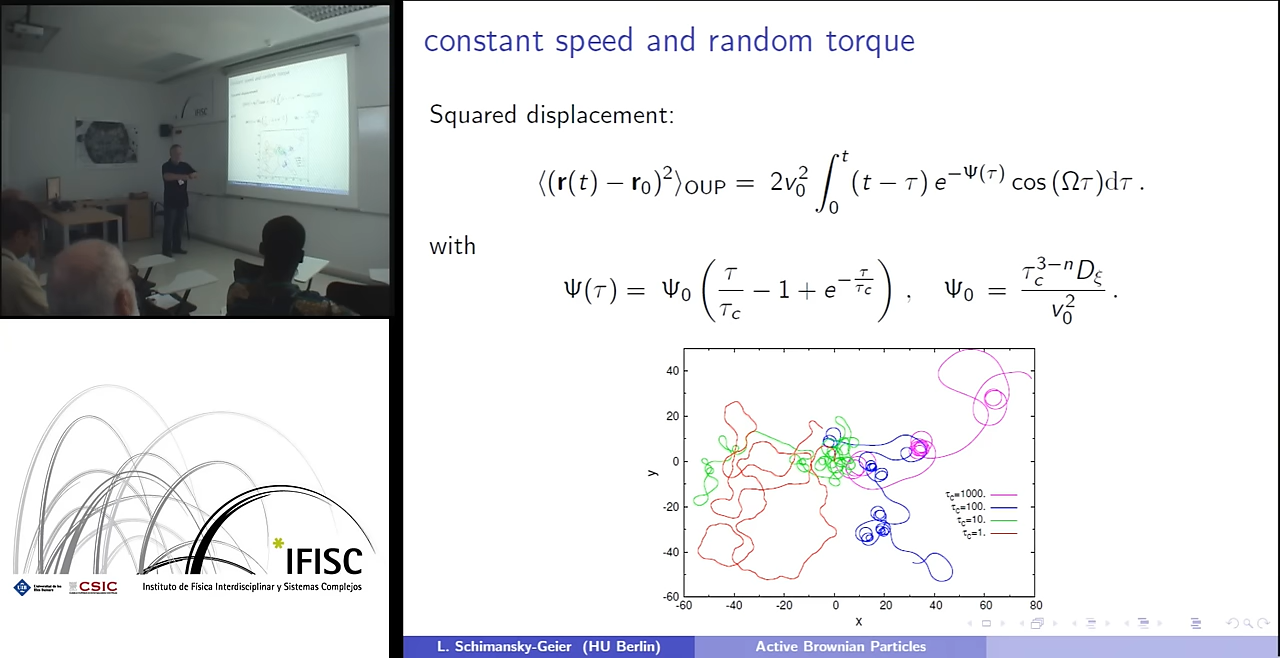 constant speed and random torque
Squared displacement:
⟨(r(t) − r₀)²⟩_OUP = 2v₀² ∫₀ᵗ (t − τ) e^{−Ψ(τ)} cos (Ωτ)dτ .
with
Ψ(τ) = Ψ₀ ( τ/τ_c − 1 + e^{−τ/τ_c} ) , Ψ₀ = τ_c^{3−n} D_ξ / v₀² .
40
20
0
-20
-40
-60
y
-60 -40 -20 0 20 40 60 80
x
τ_c=1000.
τ_c=100.
τ_c=10.
τ_c=1.
L. Schimansky-Geier (HU Berlin) Active Brownian Particles
IFISC
UIB
CSIC
Instituto de Física Interdisciplinar y Sistemas Complejos